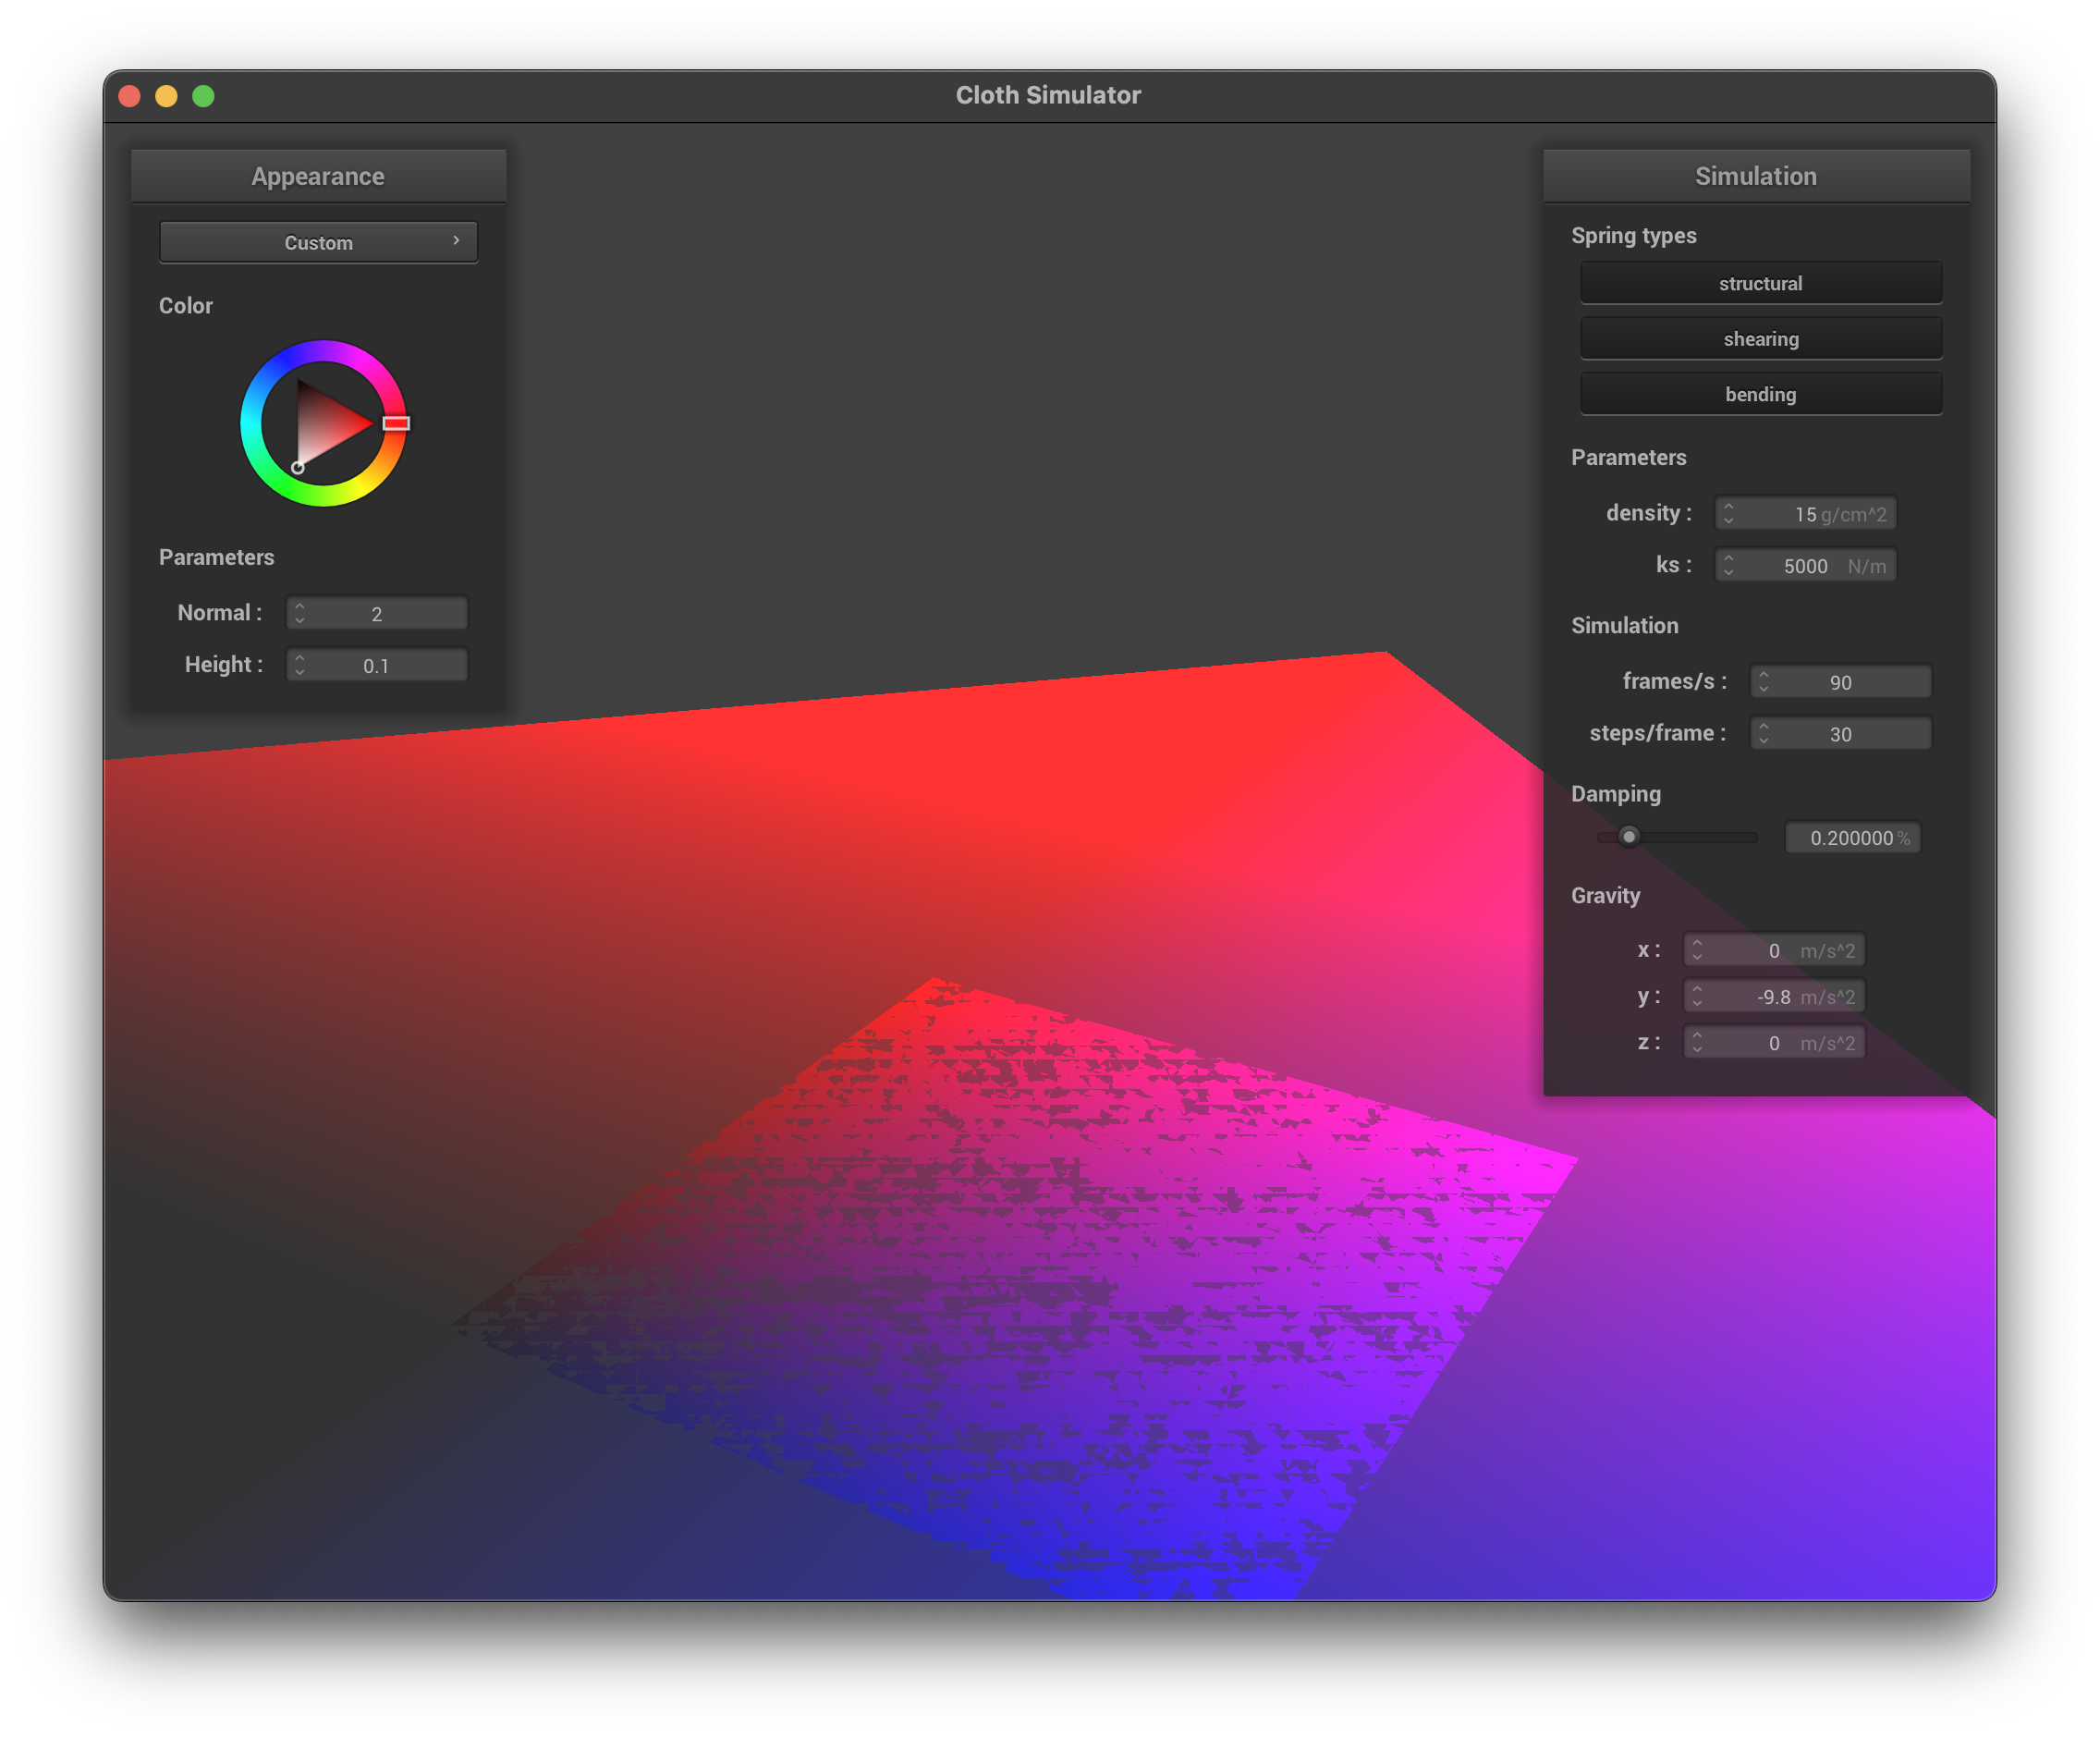 Cloth Simulator
Appearance
Custom
Color
Parameters
Normal : 2
Height : 0.1
Simulation
Spring types
structural
shearing
bending
Parameters
density : 15 g/cm^2
ks : 5000 N/m
Simulation
frames/s : 90
steps/frame : 30
Damping
0.200000 %
Gravity
x : 0 m/s^2
y : -9.8 m/s^2
z : 0 m/s^2